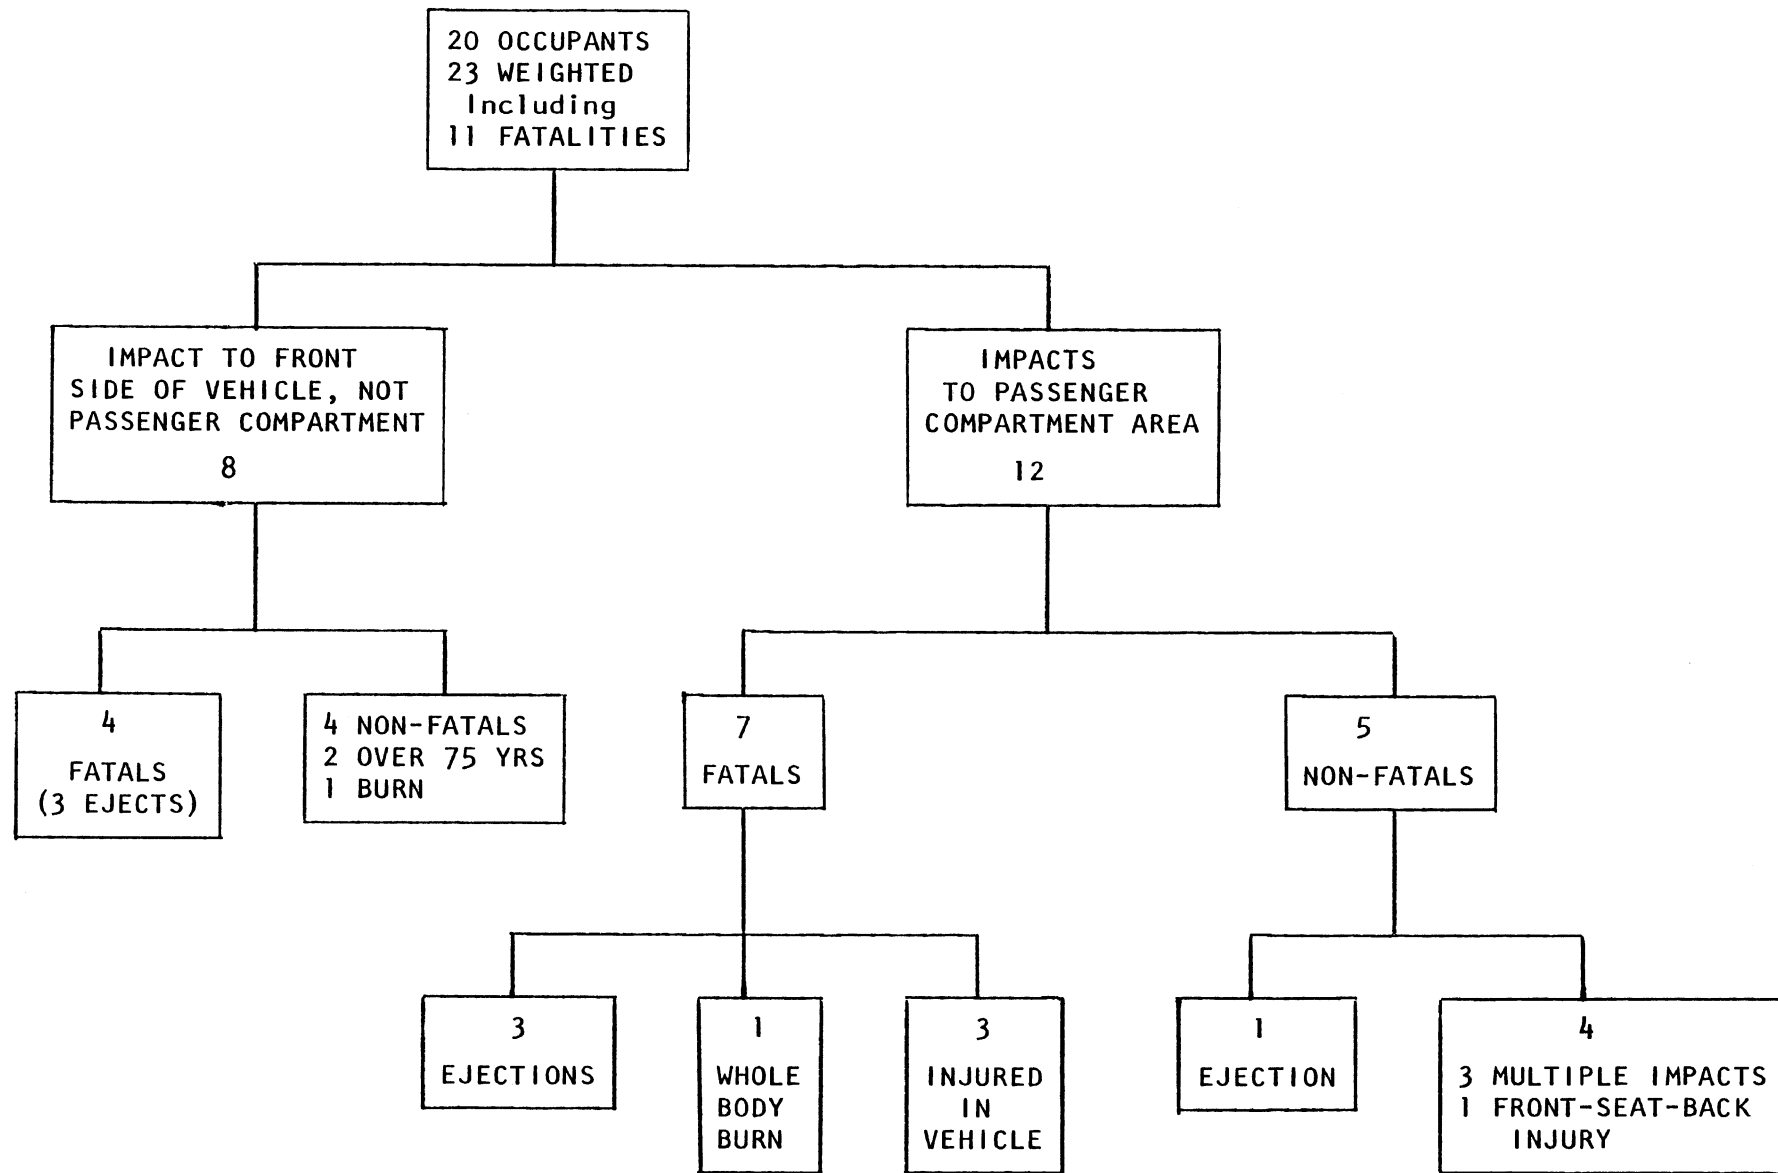 20 OCCUPANTS
23 WEIGHTED
Including
11 FATALITIES
IMPACT TO FRONT
SIDE OF VEHICLE, NOT
PASSENGER COMPARTMENT
8
IMPACTS
TO PASSENGER
COMPARTMENT AREA
12
4
FATALS
(3 EJECTS)
4 NON-FATALS
2 OVER 75 YRS
1 BURN
7
FATALS
5
NON-FATALS
3
EJECTIONS
1
WHOLE
BODY
BURN
3
INJURED
IN
VEHICLE
1
EJECTION
4
3 MULTIPLE IMPACTS
1 FRONT-SEAT-BACK
INJURY